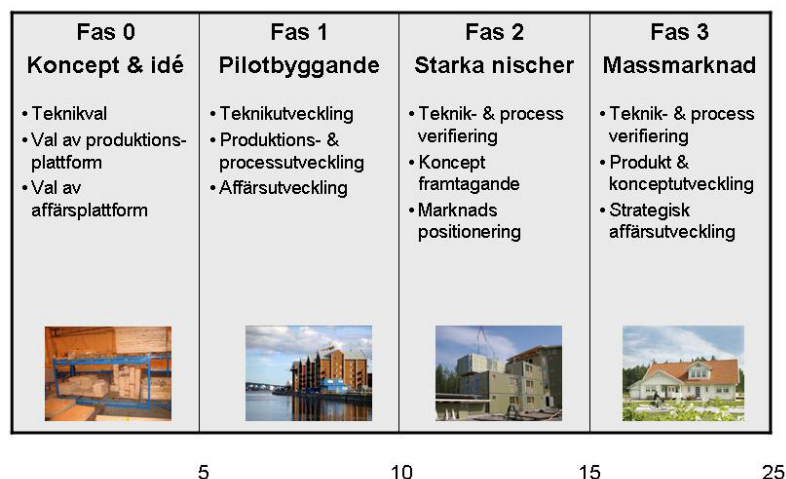 Fas 0
Koncept & idé
• Teknikval
• Val av produktions-
plattform
• Val av
affärsplattform
Fas 1
Pilotbyggande
• Teknikutveckling
• Produktions- &
processutveckling
• Affärsutveckling
Fas 2
Starka nischer
• Teknik- & process
verifiering
• Koncept
framtagande
• Marknads
positionering
Fas 3
Massmarknad
• Teknik- & process
verifiering
• Produkt &
konceptutveckling
• Strategisk
affärsutveckling
5
10
15
25